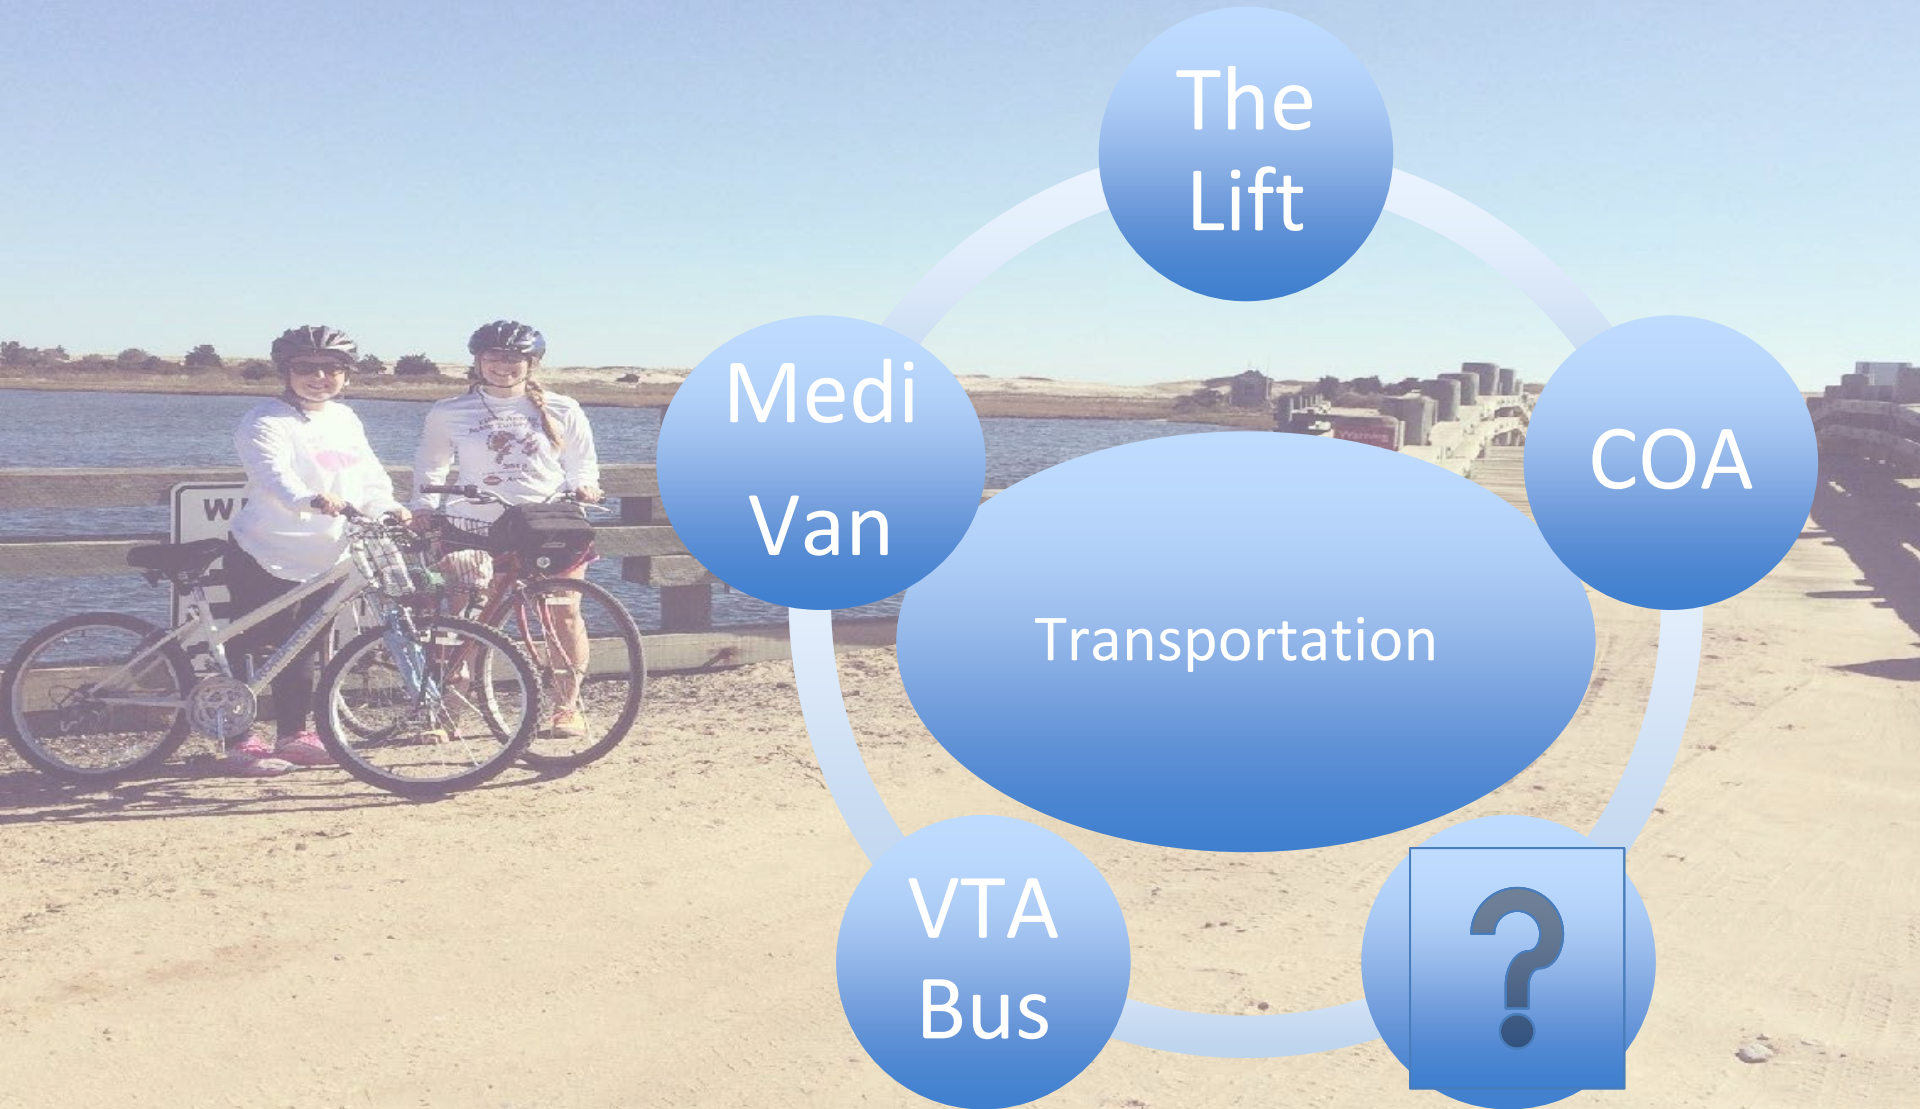 The
Lift
Medi
Van
COA
Transportation
VTA
Bus
?
W